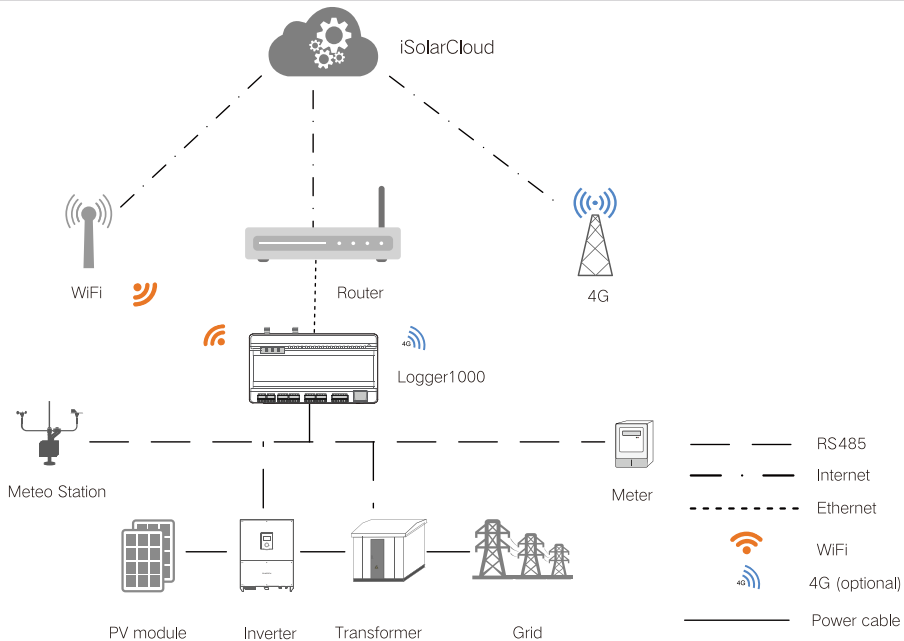 iSolarCloud
WiFi
Router
4G
4G
Logger1000
Meteo Station
Meter
RS485
Internet
Ethernet
WiFi
4G
4G (optional)
Power cable
PV module
Inverter
Transformer
Grid